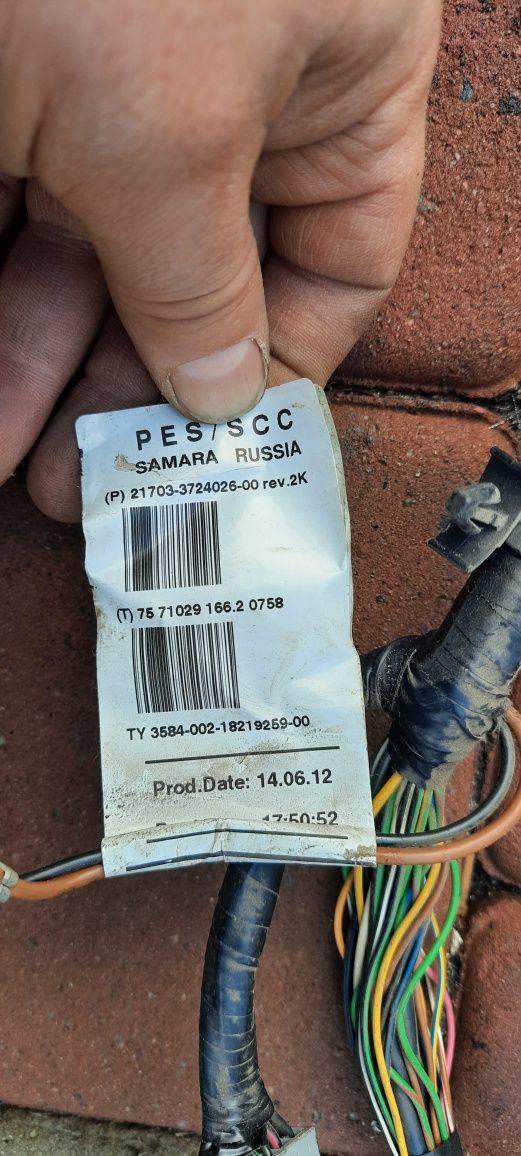 PES/SCC
SAMARA RUSSIA
(P) 21703-3724026-00 rev.2K
(T) 75 71029 166.2 0758
TY 3584-002-18219259-00
Prod.Date: 14.06.12
17:50:52